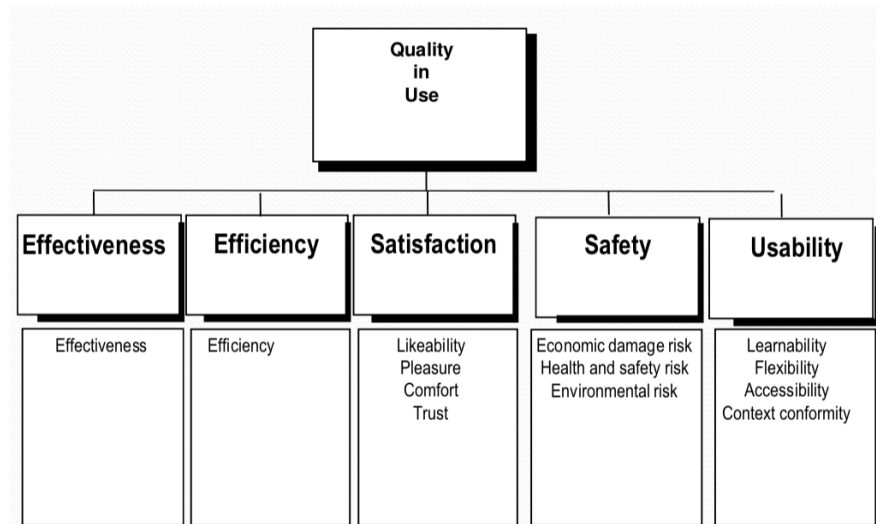 Quality
in
Use
Effectiveness
Efficiency
Satisfaction
Safety
Usability
Effectiveness
Efficiency
Likeability
Pleasure
Comfort
Trust
Economic damage risk
Health and safety risk
Environmental risk
Learnability
Flexibility
Accessibility
Context conformity